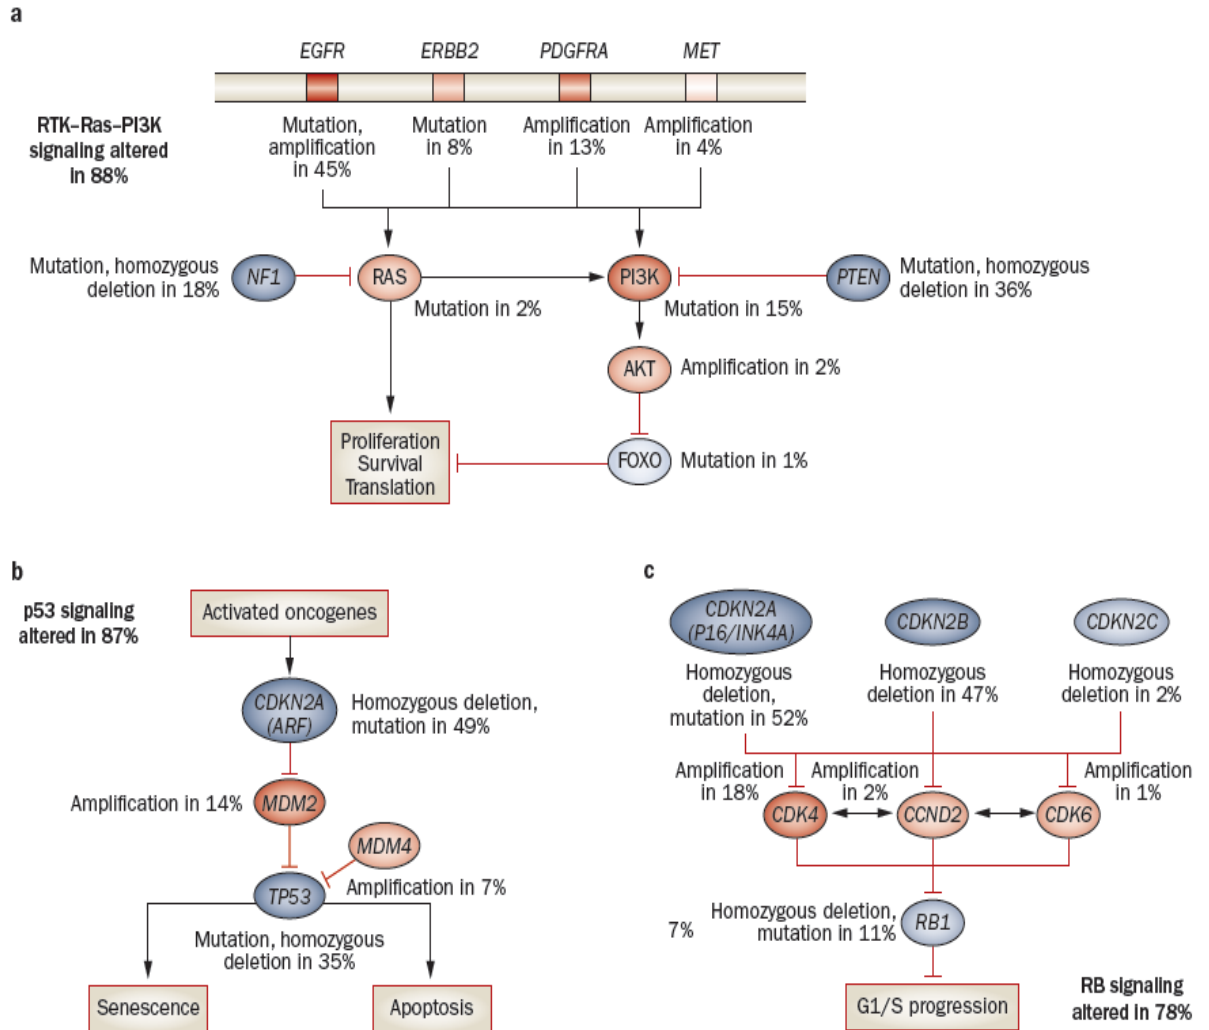 a
EGFR
ERBB2
PDGFRA
MET
RTK–Ras–PI3K
signaling altered
in 88%
Mutation,
amplification
in 45%
Mutation
in 8%
Amplification
in 13%
Amplification
in 4%
Mutation, homozygous
deletion in 18%
NF1
RAS
Mutation in 2%
PI3K
Mutation in 15%
PTEN
Mutation, homozygous
deletion in 36%
AKT
Amplification in 2%
Proliferation
Survival
Translation
FOXO
Mutation in 1%
b
p53 signaling
altered in 87%
Activated oncogenes
CDKN2A
(ARF)
Homozygous deletion,
mutation in 49%
Amplification in 14%
MDM2
MDM4
Amplification in 7%
TP53
Mutation, homozygous
deletion in 35%
Senescence
Apoptosis
c
CDKN2A
(P16/INK4A)
CDKN2B
CDKN2C
Homozygous
deletion,
mutation in 52%
Homozygous
deletion in 47%
Homozygous
deletion in 2%
Amplification
in 18%
Amplification
in 2%
Amplification
in 1%
CDK4
CCND2
CDK6
7%
Homozygous deletion,
mutation in 11%
RB1
G1/S progression
RB signaling
altered in 78%